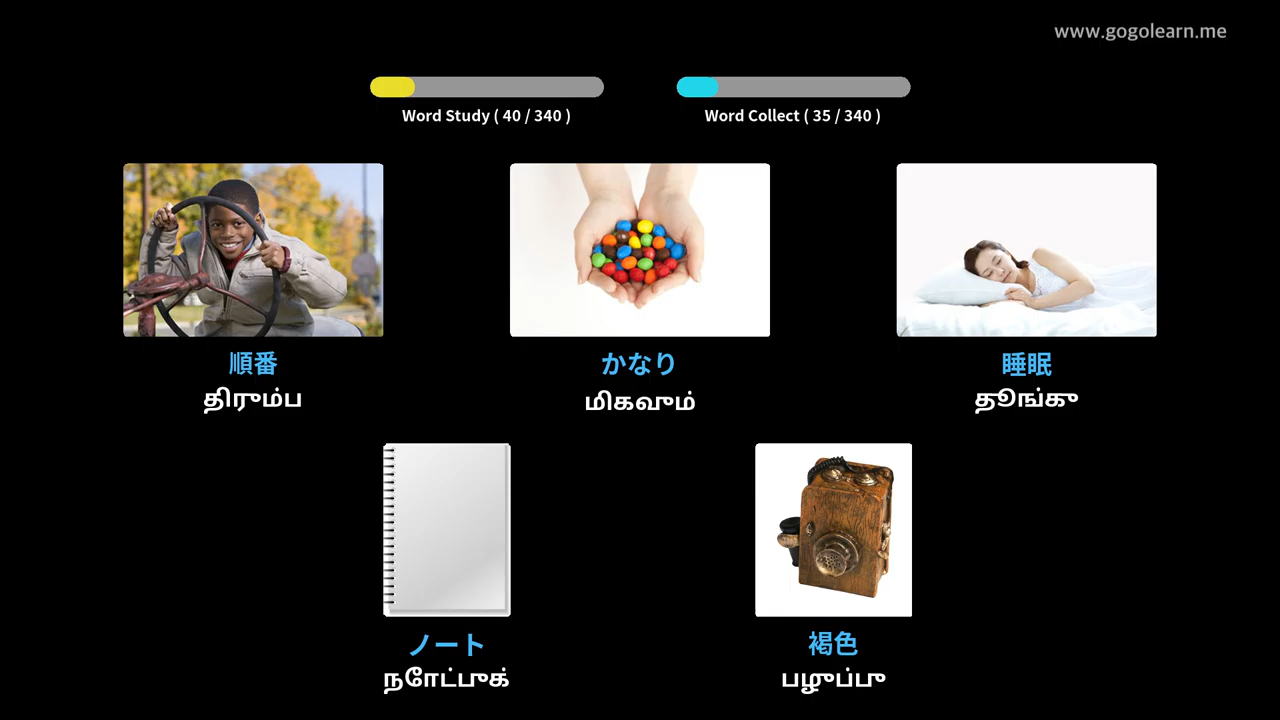 www.gogolearn.me
Word Study ( 40 / 340 )
Word Collect ( 35 / 340 )
順番
திரும்ப
かなり
மிகவும்
睡眠
தூங்கு
ノート
நோட்புக்
褐色
பழுப்பு